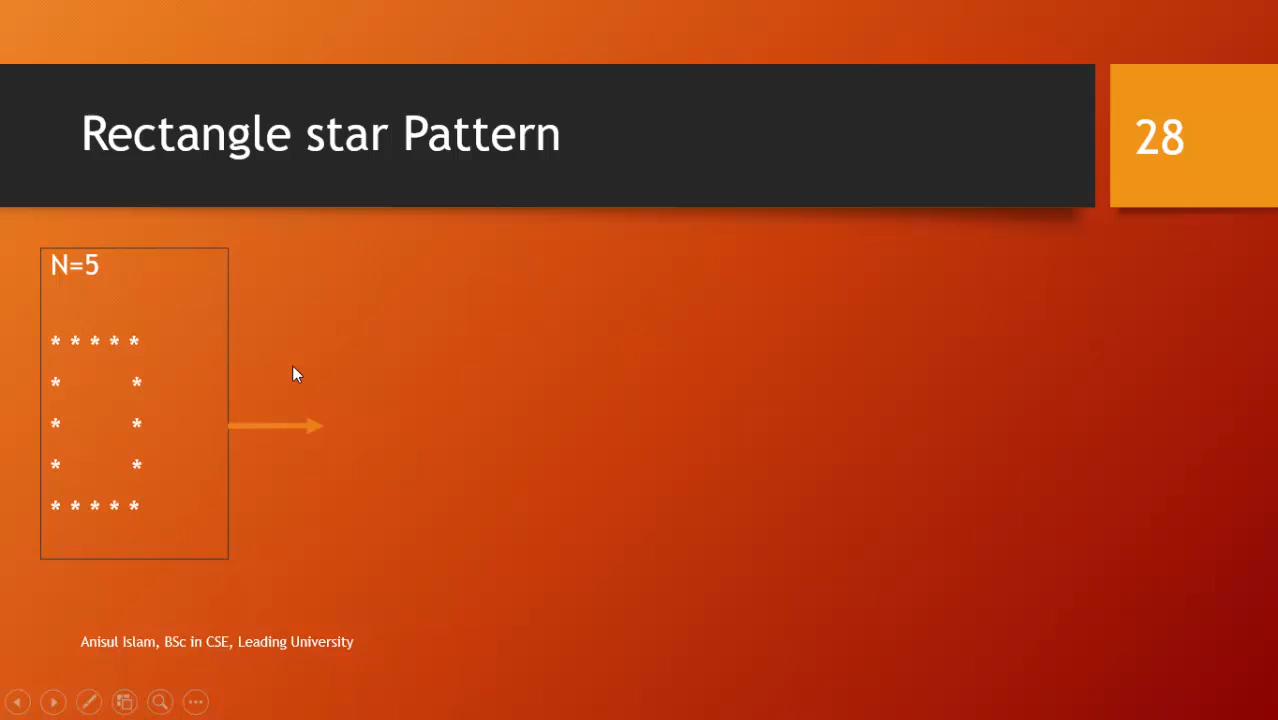 Rectangle star Pattern
28
N=5
* * * * *
*       *
*       *
*       *
* * * * *
Anisul Islam, BSc in CSE, Leading University